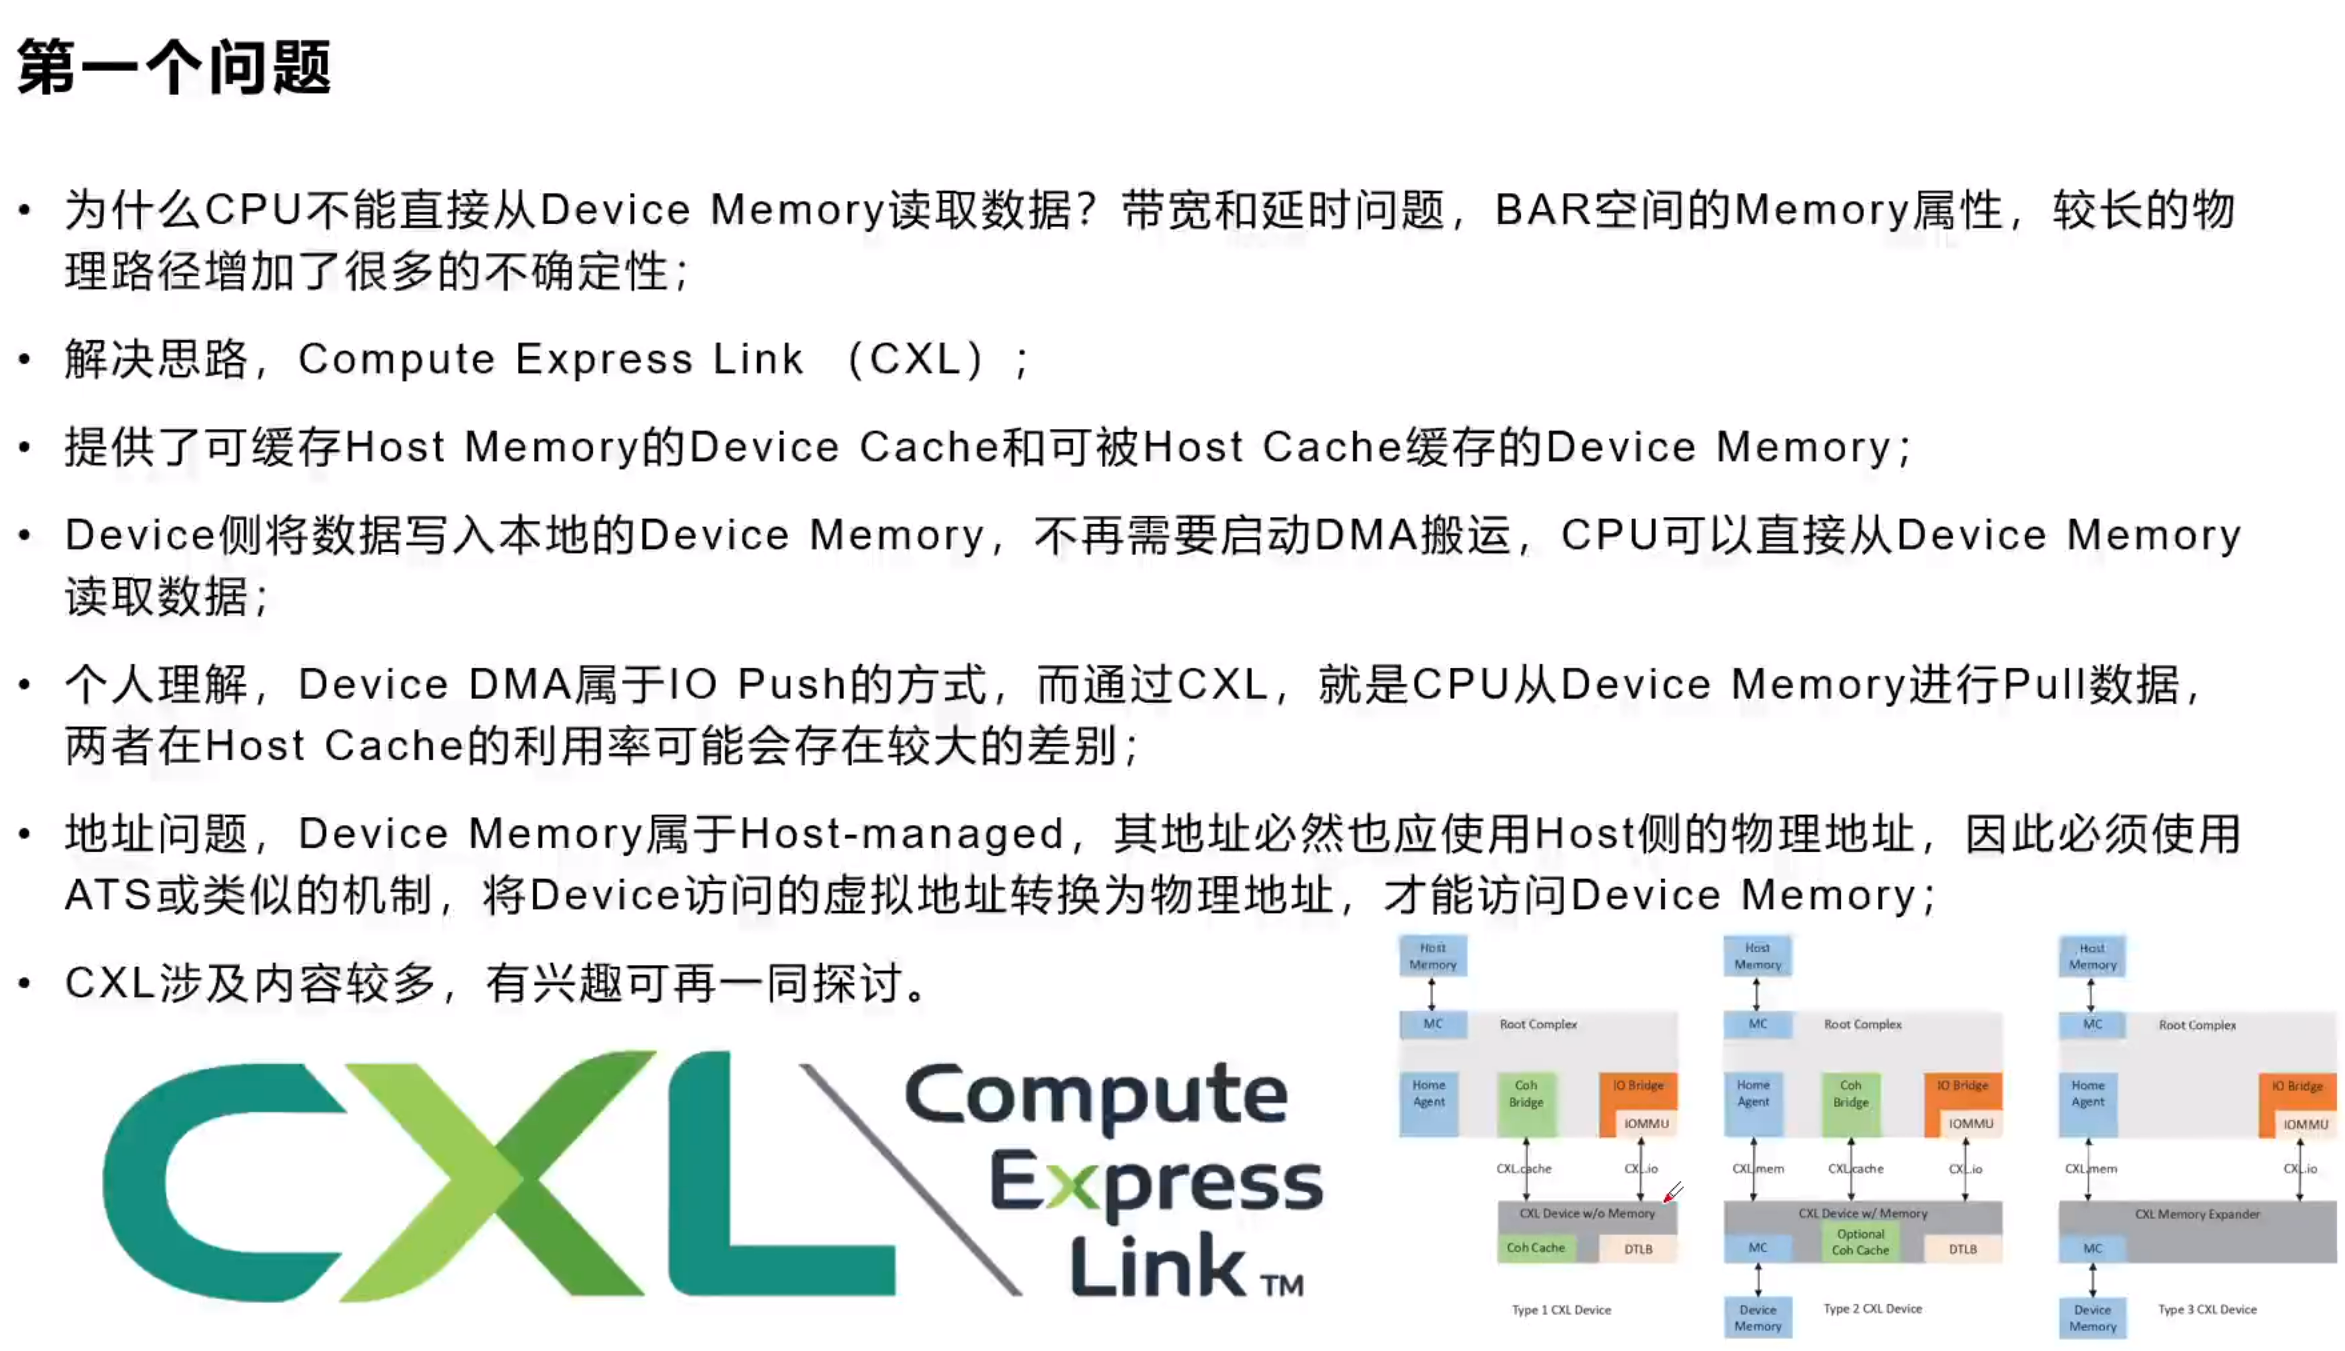 第一个问题
• 为什么CPU不能直接从Device Memory读取数据？带宽和延时问题，BAR空间的Memory属性，较长的物
理路径增加了很多的不确定性；
• 解决思路，Compute Express Link （CXL）；
• 提供了可缓存Host Memory的Device Cache和可被Host Cache缓存的Device Memory；
• Device侧将数据写入本地的Device Memory，不再需要启动DMA搬运，CPU可以直接从Device Memory
读取数据；
• 个人理解，Device DMA属于IO Push的方式，而通过CXL，就是CPU从Device Memory进行Pull数据，
两者在Host Cache的利用率可能会存在较大的差别；
• 地址问题，Device Memory属于Host-managed，其地址必然也应使用Host侧的物理地址，因此必须使用
ATS或类似的机制，将Device访问的虚拟地址转换为物理地址，才能访问Device Memory；
• CXL涉及内容较多，有兴趣可再一同探讨。
CXL
Compute
Express
Link TM
Host
Memory
MC
Root Complex
Home
Agent
Coh
Bridge
IO Bridge
IOMMU
CXL.cache
CXL.io
CXL Device w/o Memory
Coh Cache
DTLB
Type 1 CXL Device
Host
Memory
MC
Root Complex
Home
Agent
Coh
Bridge
IO Bridge
IOMMU
CXL.mem
CXL.cache
CXL.io
CXL Device w/ Memory
MC
Optional
Coh Cache
DTLB
Device
Memory
Type 2 CXL Device
Host
Memory
MC
Root Complex
Home
Agent
IO Bridge
IOMMU
CXL.mem
CXL.io
CXL Memory Expander
MC
Device
Memory
Type 3 CXL Device